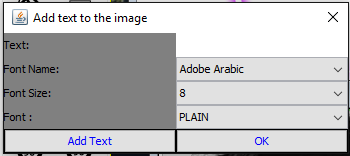 Add text to the image
Text:
Font Name: Adobe Arabic
Font Size: 8
Font : PLAIN
Add Text OK